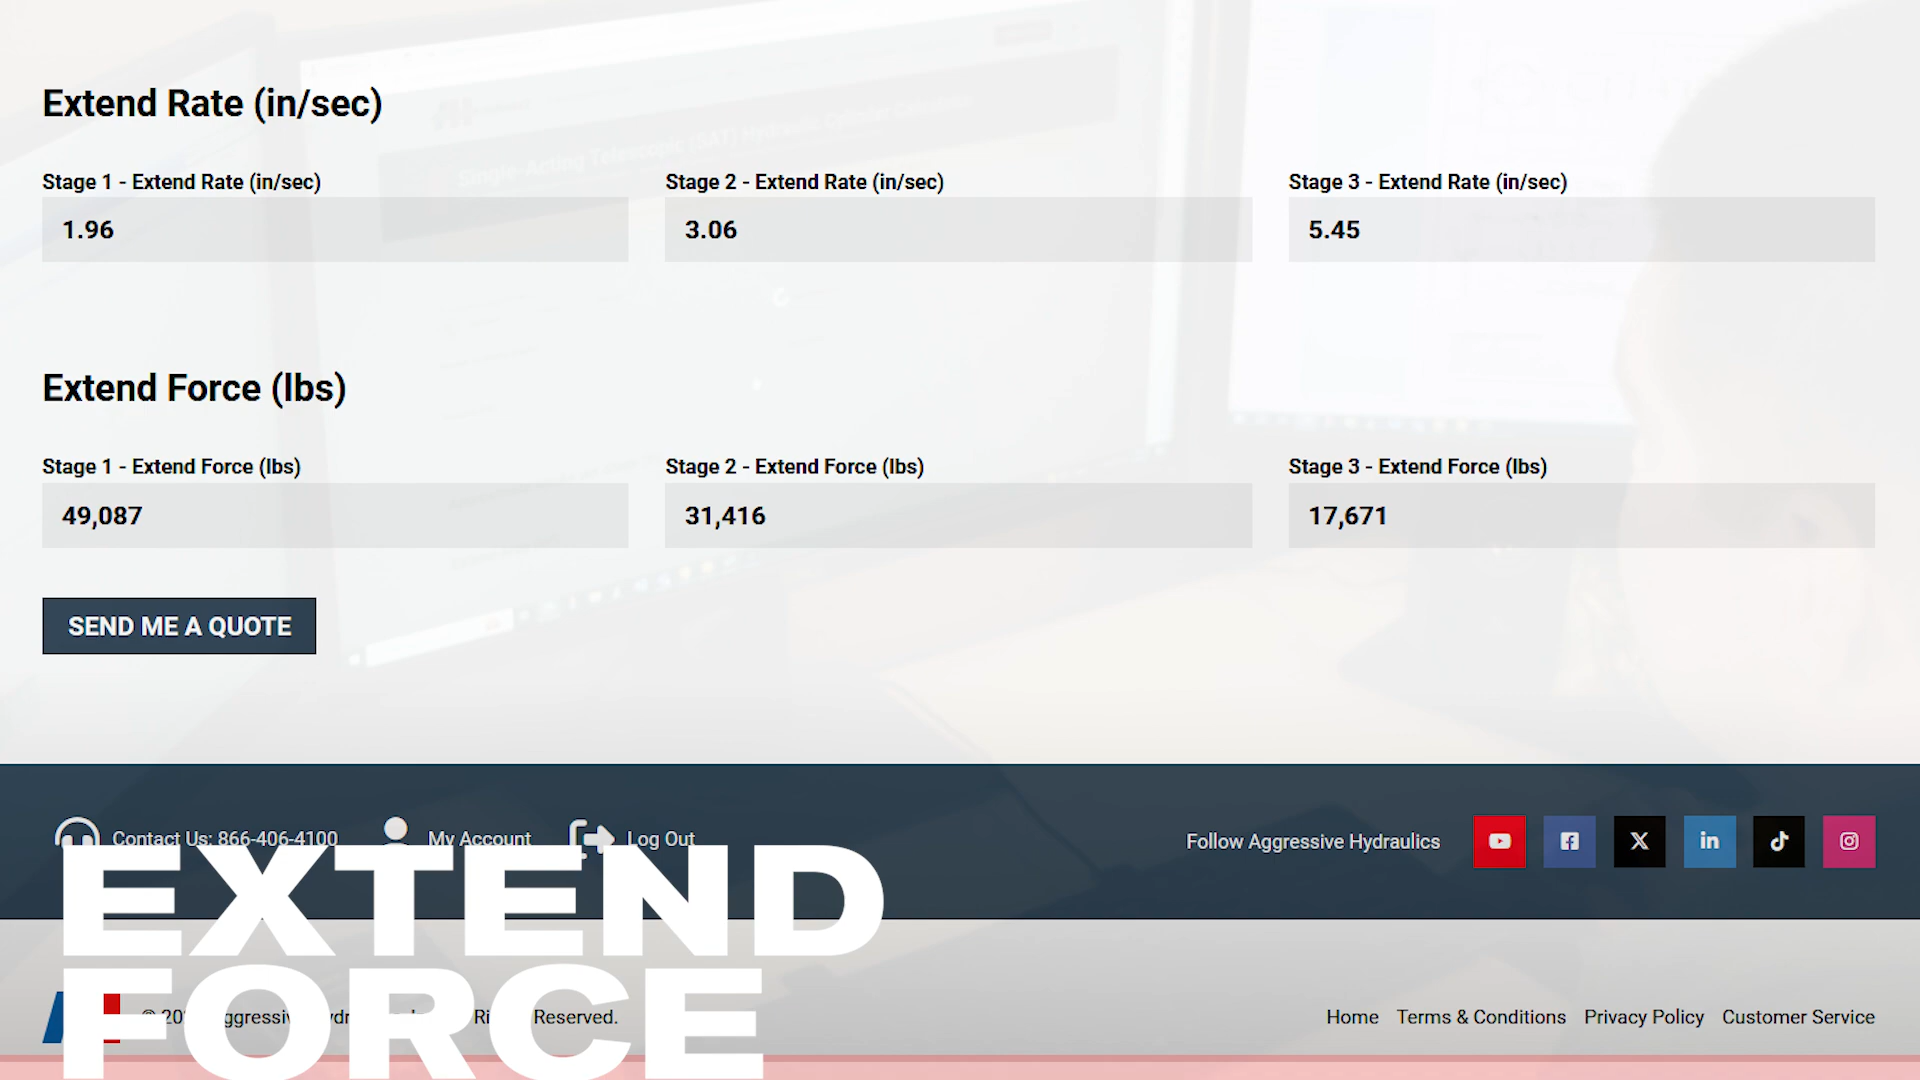 Extend Rate (in/sec)
Stage 1 - Extend Rate (in/sec)
Stage 2 - Extend Rate (in/sec)
Stage 3 - Extend Rate (in/sec)
1.96
3.06
5.45
Extend Force (lbs)
Stage 1 - Extend Force (lbs)
Stage 2 - Extend Force (lbs)
Stage 3 - Extend Force (lbs)
49,087
31,416
17,671
SEND ME A QUOTE
Contact Us: 866-406-4100
My Account
Log Out
Follow Aggressive Hydraulics
EXTEND
FORCE
Reserved.
Home
Terms & Conditions
Privacy Policy
Customer Service